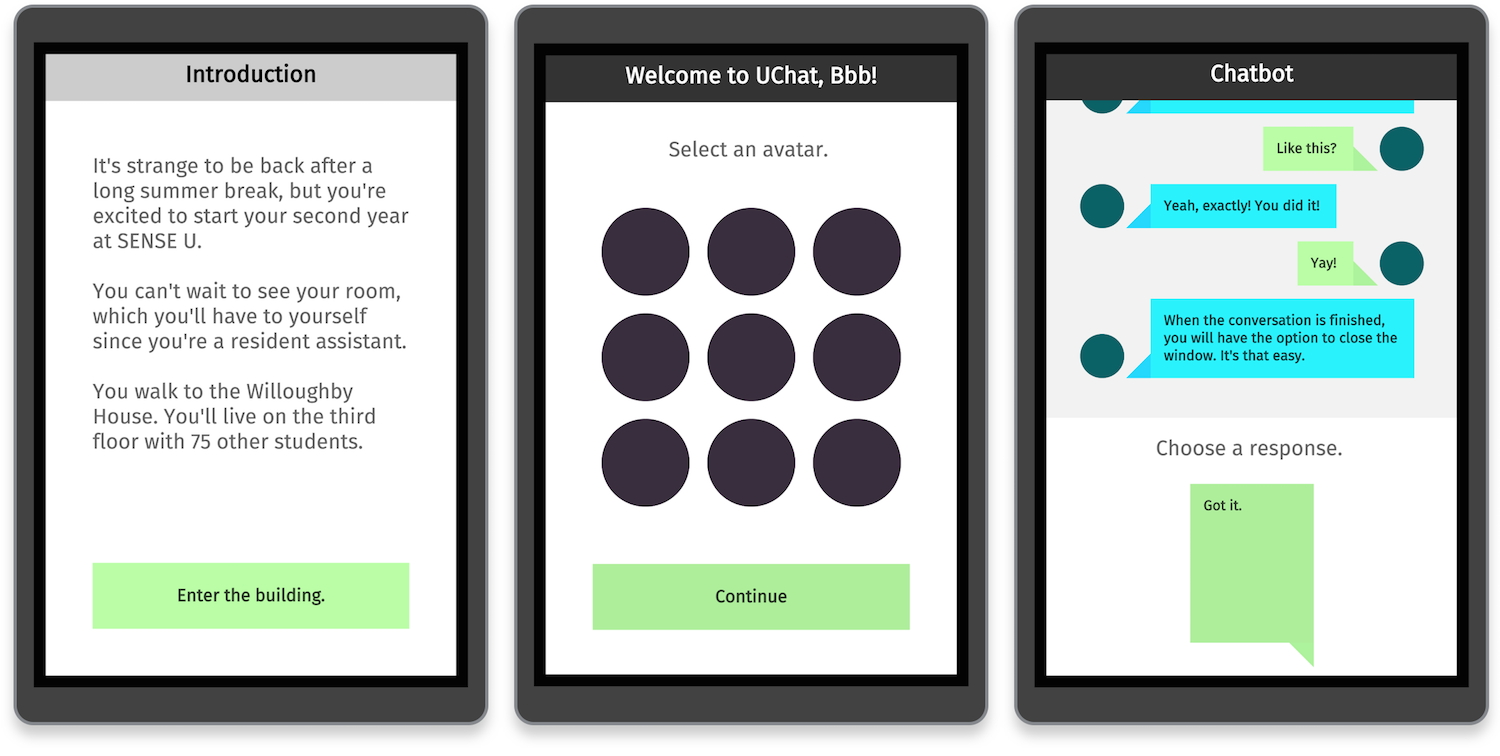 Introduction
It's strange to be back after a
long summer break, but you're
excited to start your second year
at SENSE U.
You can't wait to see your room,
which you'll have to yourself
since you're a resident assistant.
You walk to the Willoughby
House. You'll live on the third
floor with 75 other students.
Enter the building.
Welcome to UChat, Bbb!
Select an avatar.
Continue
Chatbot
Like this?
Yeah, exactly! You did it!
Yay!
When the conversation is finished,
you will have the option to close the
window. It's that easy.
Choose a response.
Got it.